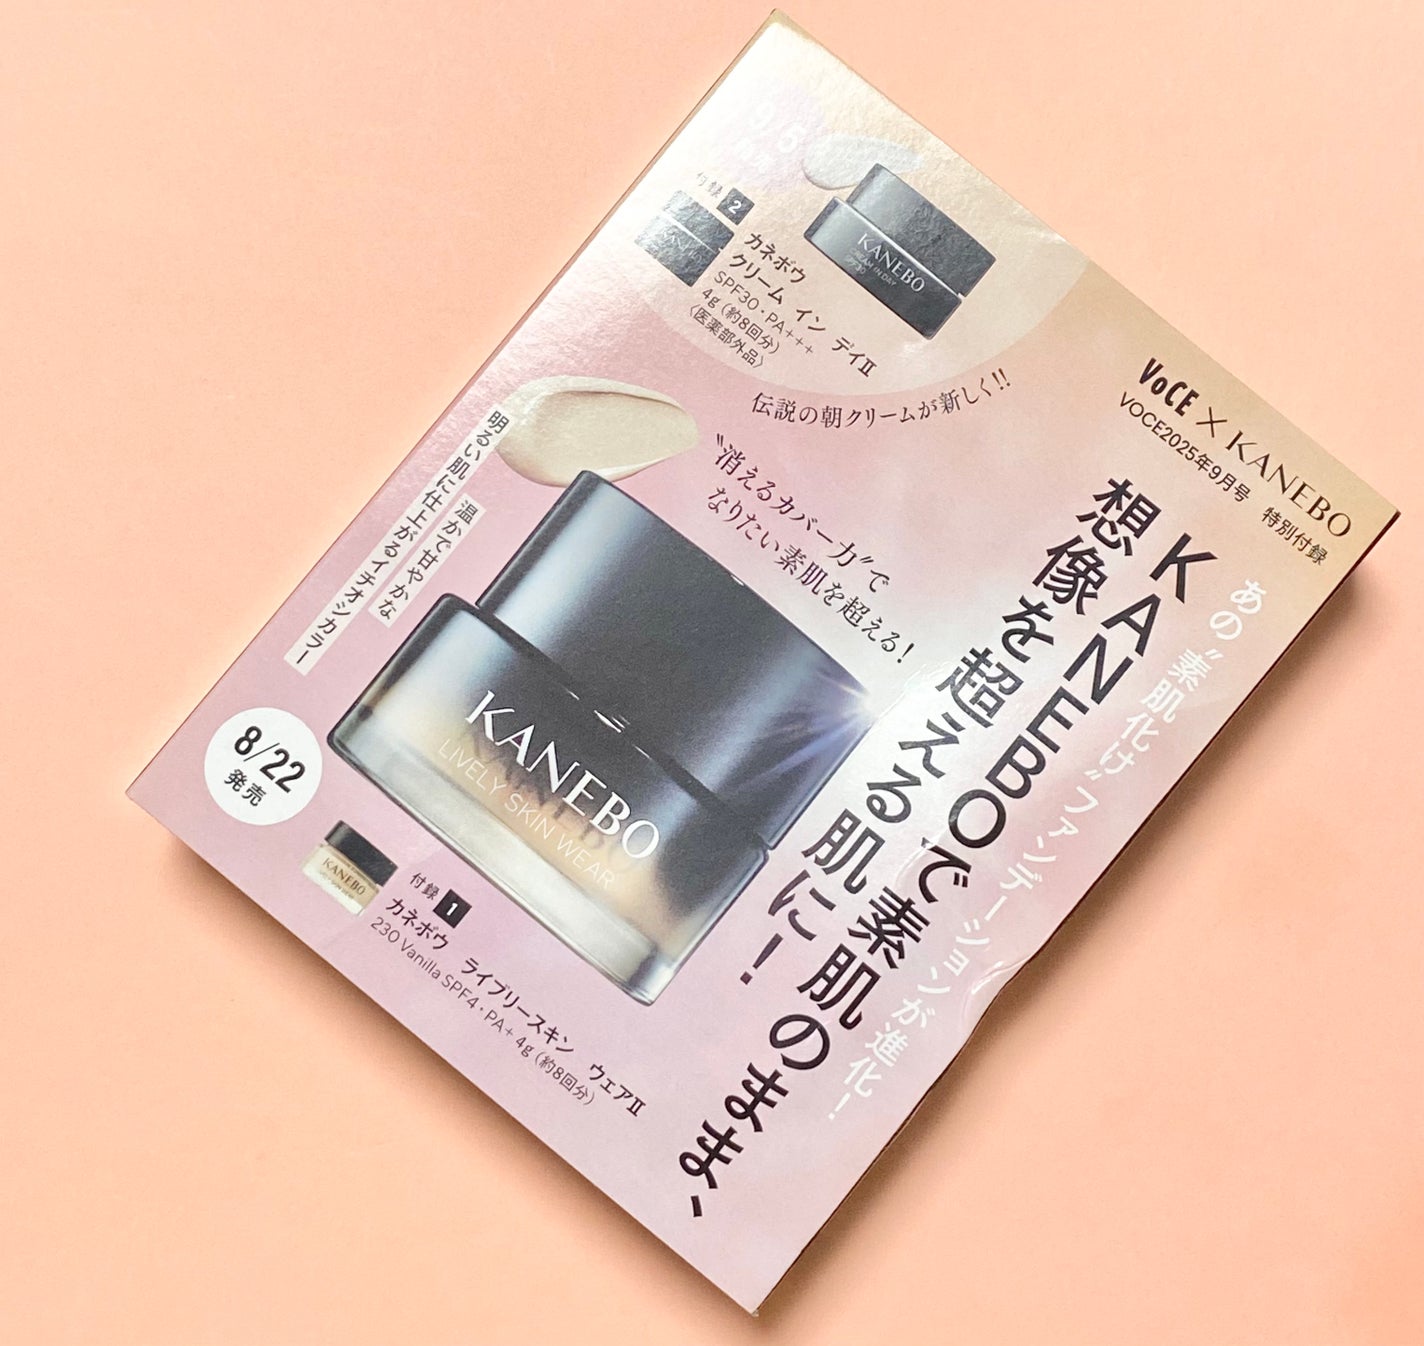 VOCE × KANEBO
VOCE2025年9月号 特別付録
あの〝素肌化け〟ファンデーションが進化!
KANEBOで素肌のまま、
想像を超える肌に!
9.5
付録 2
カネボウ
クリーム イン デイⅡ
SPF30・PA+++
4g(約8回分)
〈医薬部外品〉
KANEBO
CREAM IN DAY
伝説の朝クリームが新しく!!
〝消えるカバー力〟で
なりたい素肌を超える!
温かで甘やかな
明るい肌に仕上がるイチオシカラー
KANEBO
LIVELY SKIN WEAR
8/22
発売
KANEBO
付録 1
カネボウ ライブリースキン ウェアⅡ
230 Vanilla SPF4・PA+ 4g(約8回分)